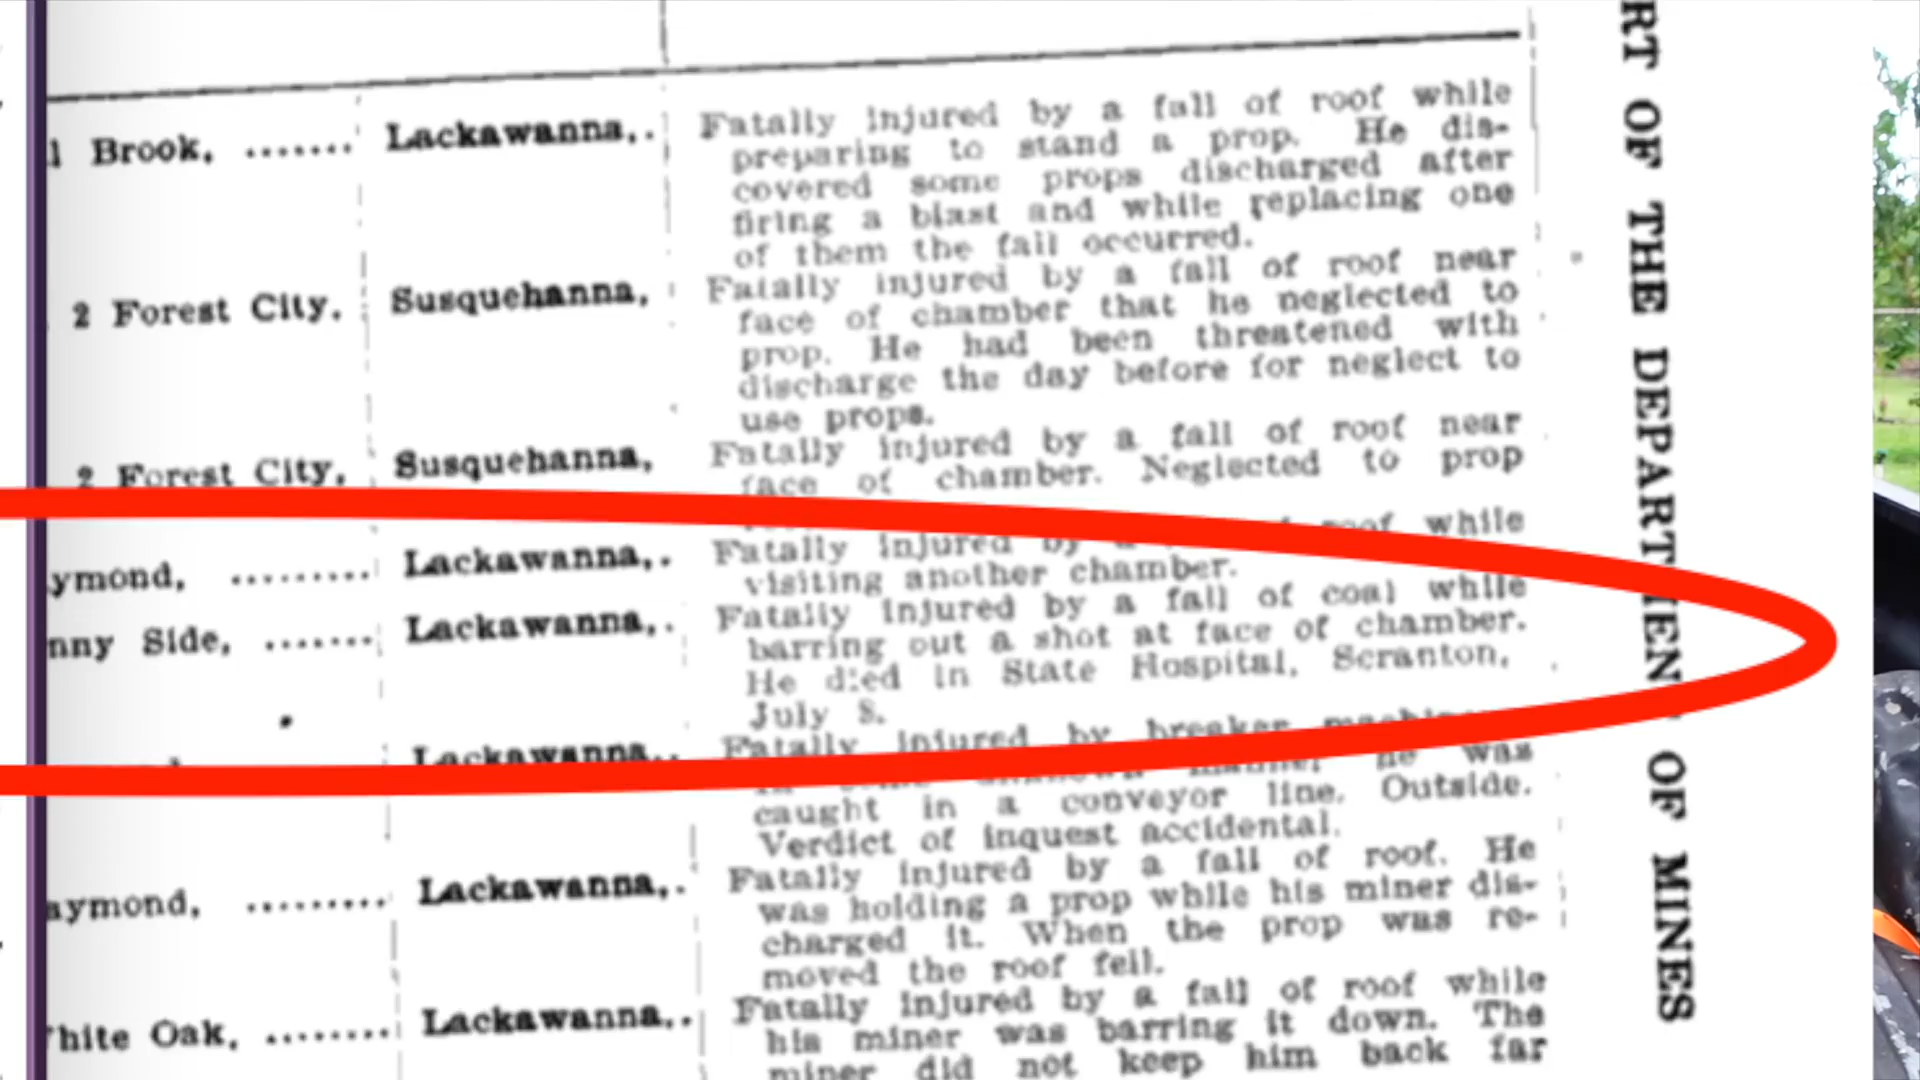 Brook, ....... Lackawanna,. Fatally injured by a fall of roof while
preparing to stand a prop. He dis-
covered some props discharged after
firing a blast and while replacing one
of them the fall occurred.
2 Forest City, Susquehanna, Fatally injured by a fall of roof near
face of chamber that he neglected to
prop. He had been threatened with
discharge the day before for neglect to
use props.
2 Forest City, Susquehanna, Fatally injured by a fall of roof near
face of chamber. Neglected to prop
ymond, ......... Lackawanna,. Fatally injured by a roof while
visiting another chamber.
nny Side, ....... Lackawanna,. Fatally injured by a fall of coal while
barring out a shot at face of chamber.
He died in State Hospital, Scranton,
July 8.
Lackawanna,. Fatally injured by breaker
he was
caught in a conveyor line. Outside.
Verdict of inquest accidental.
aymond, ......... Lackawanna,. Fatally injured by a fall of roof. He
was holding a prop while his miner dis-
charged it. When the prop was re-
moved the roof fell.
hite Oak, ........ Lackawanna,. Fatally injured by a fall of roof while
his miner was barring it down. The
miner did not keep him back far
RT OF THE DEPARTMENT OF MINES